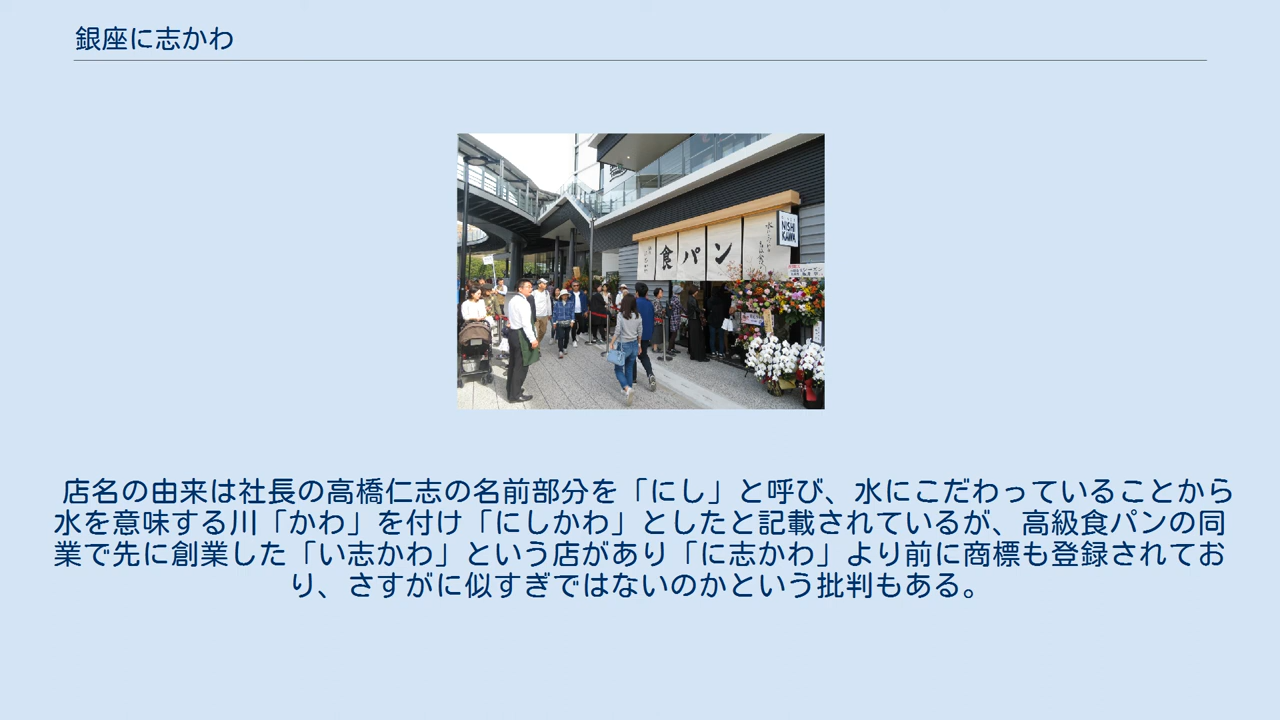 銀座に志かわ
食パン
NISHI
KAWA
店名の由来は社長の高橋仁志の名前部分を「にし」と呼び、水にこだわっていることから
水を意味する川「かわ」を付け「にしかわ」としたと記載されているが、高級食パンの同
業で先に創業した「い志かわ」という店があり「に志かわ」より前に商標も登録されてお
り、さすがに似すぎではないのかという批判もある。